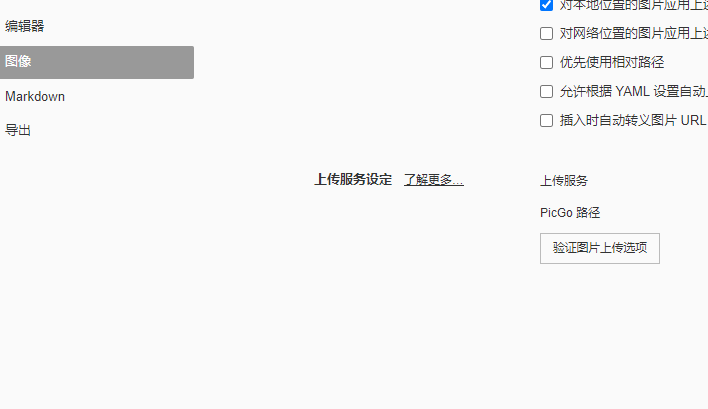 对本地位置的图片应用上述
编辑器
对网络位置的图片应用上
图像
优先使用相对路径
Markdown
允许根据 YAML 设置自动
导出
插入时自动转义图片 URL
上传服务设定 了解更多...
上传服务
PicGo 路径
验证图片上传选项